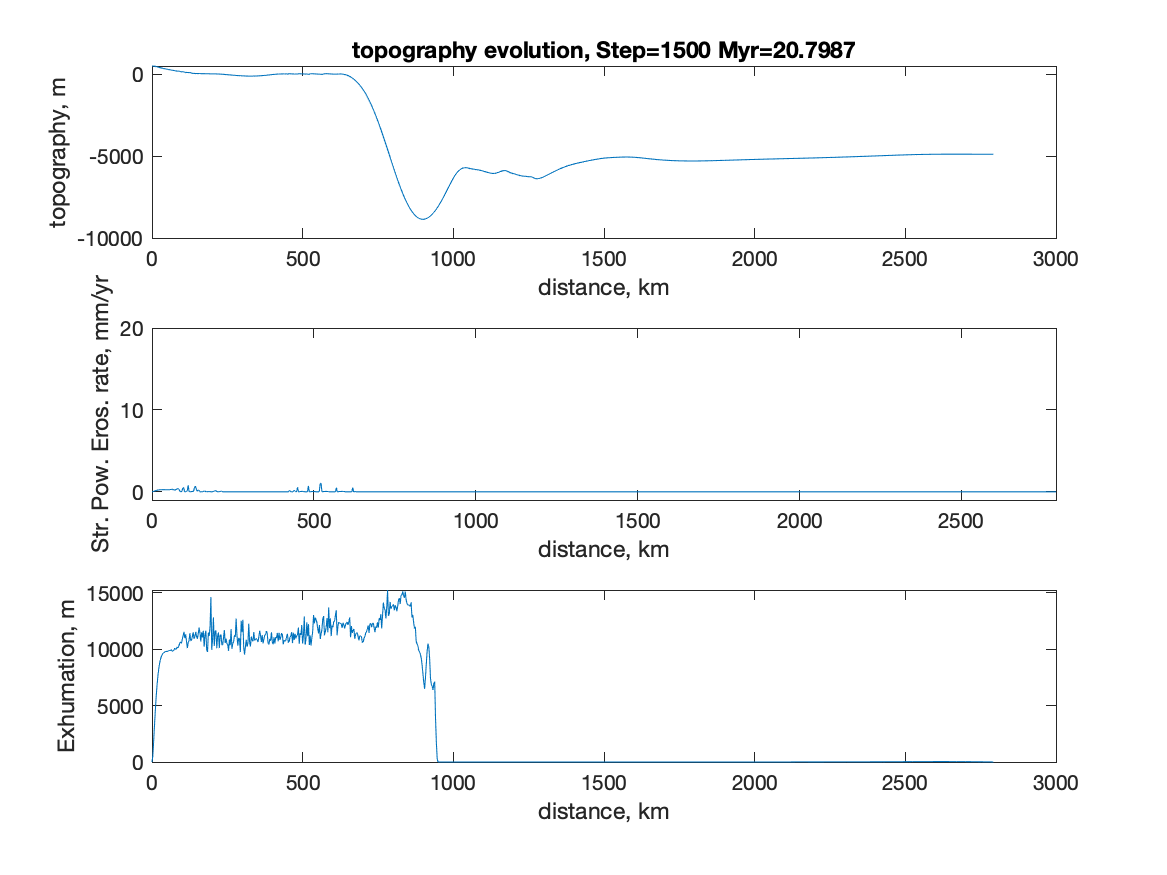 topography evolution, Step=1500 Myr=20.7987
topography, m
0
-5000
-10000
0 500 1000 1500 2000 2500 3000
distance, km
Str. Pow. Eros. rate, mm/yr
20
10
0
0 500 1000 1500 2000 2500
distance, km
Exhumation, m
15000
10000
5000
0
0 500 1000 1500 2000 2500 3000
distance, km